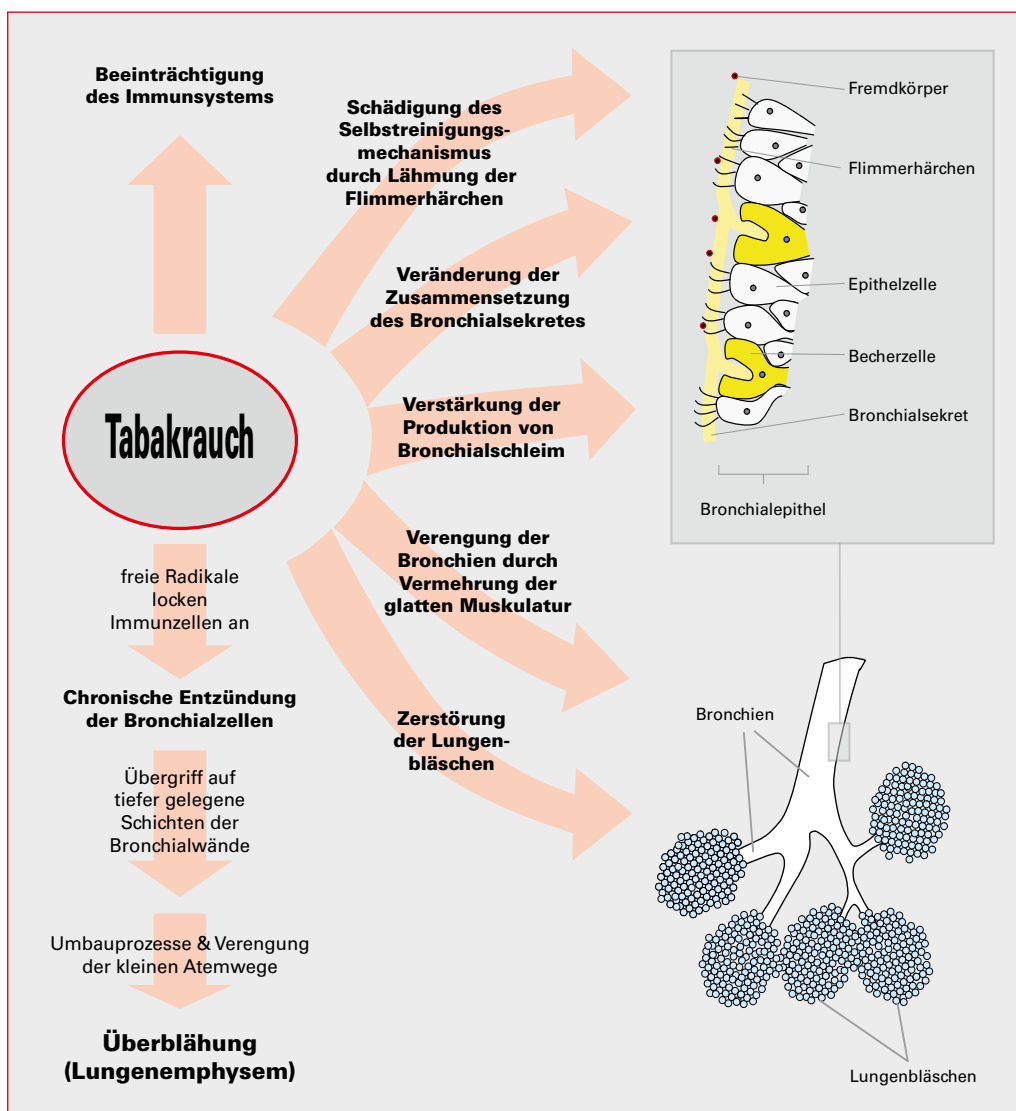 Beeinträchtigung
des Immunsystems
Schädigung des
Selbstreinigungs-
mechanismus
durch Lähmung der
Flimmerhärchen
Veränderung der
Zusammensetzung
des Bronchialsekretes
Tabakrauch
Verstärkung der
Produktion von
Bronchialschleim
Verengung der
Bronchien durch
Vermehrung der
glatten Muskulatur
Zerstörung
der Lungen-
bläschen
freie Radikale
locken
Immunzellen an
Chronische Entzündung
der Bronchialzellen
Übergriff auf
tiefer gelegene
Schichten der
Bronchialwände
Umbauprozesse & Verengung
der kleinen Atemwege
Überblähung
(Lungenemphysem)
Fremdkörper
Flimmerhärchen
Epithelzelle
Becherzelle
Bronchialsekret
Bronchialepithel
Bronchien
Lungenbläschen